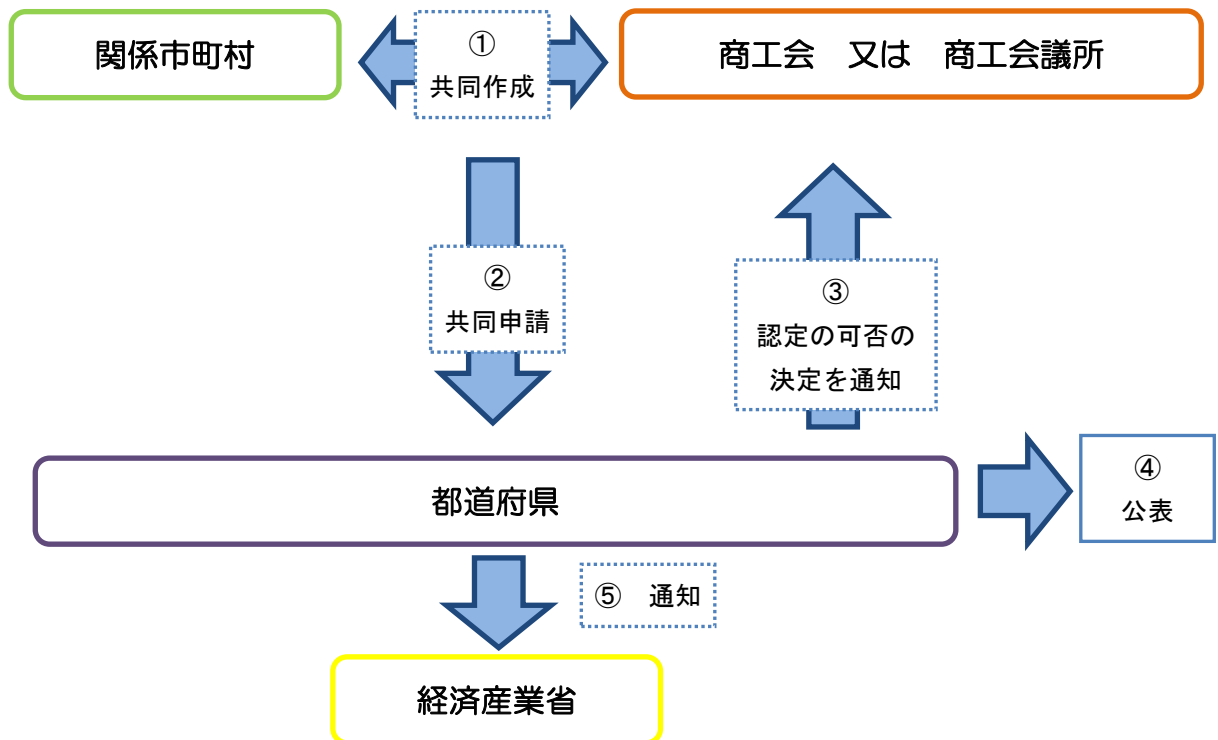 関係市町村
①
共同作成
商工会　又は　商工会議所
②
共同申請
③
認定の可否の
決定を通知
都道府県
④
公表
⑤　通知
経済産業省